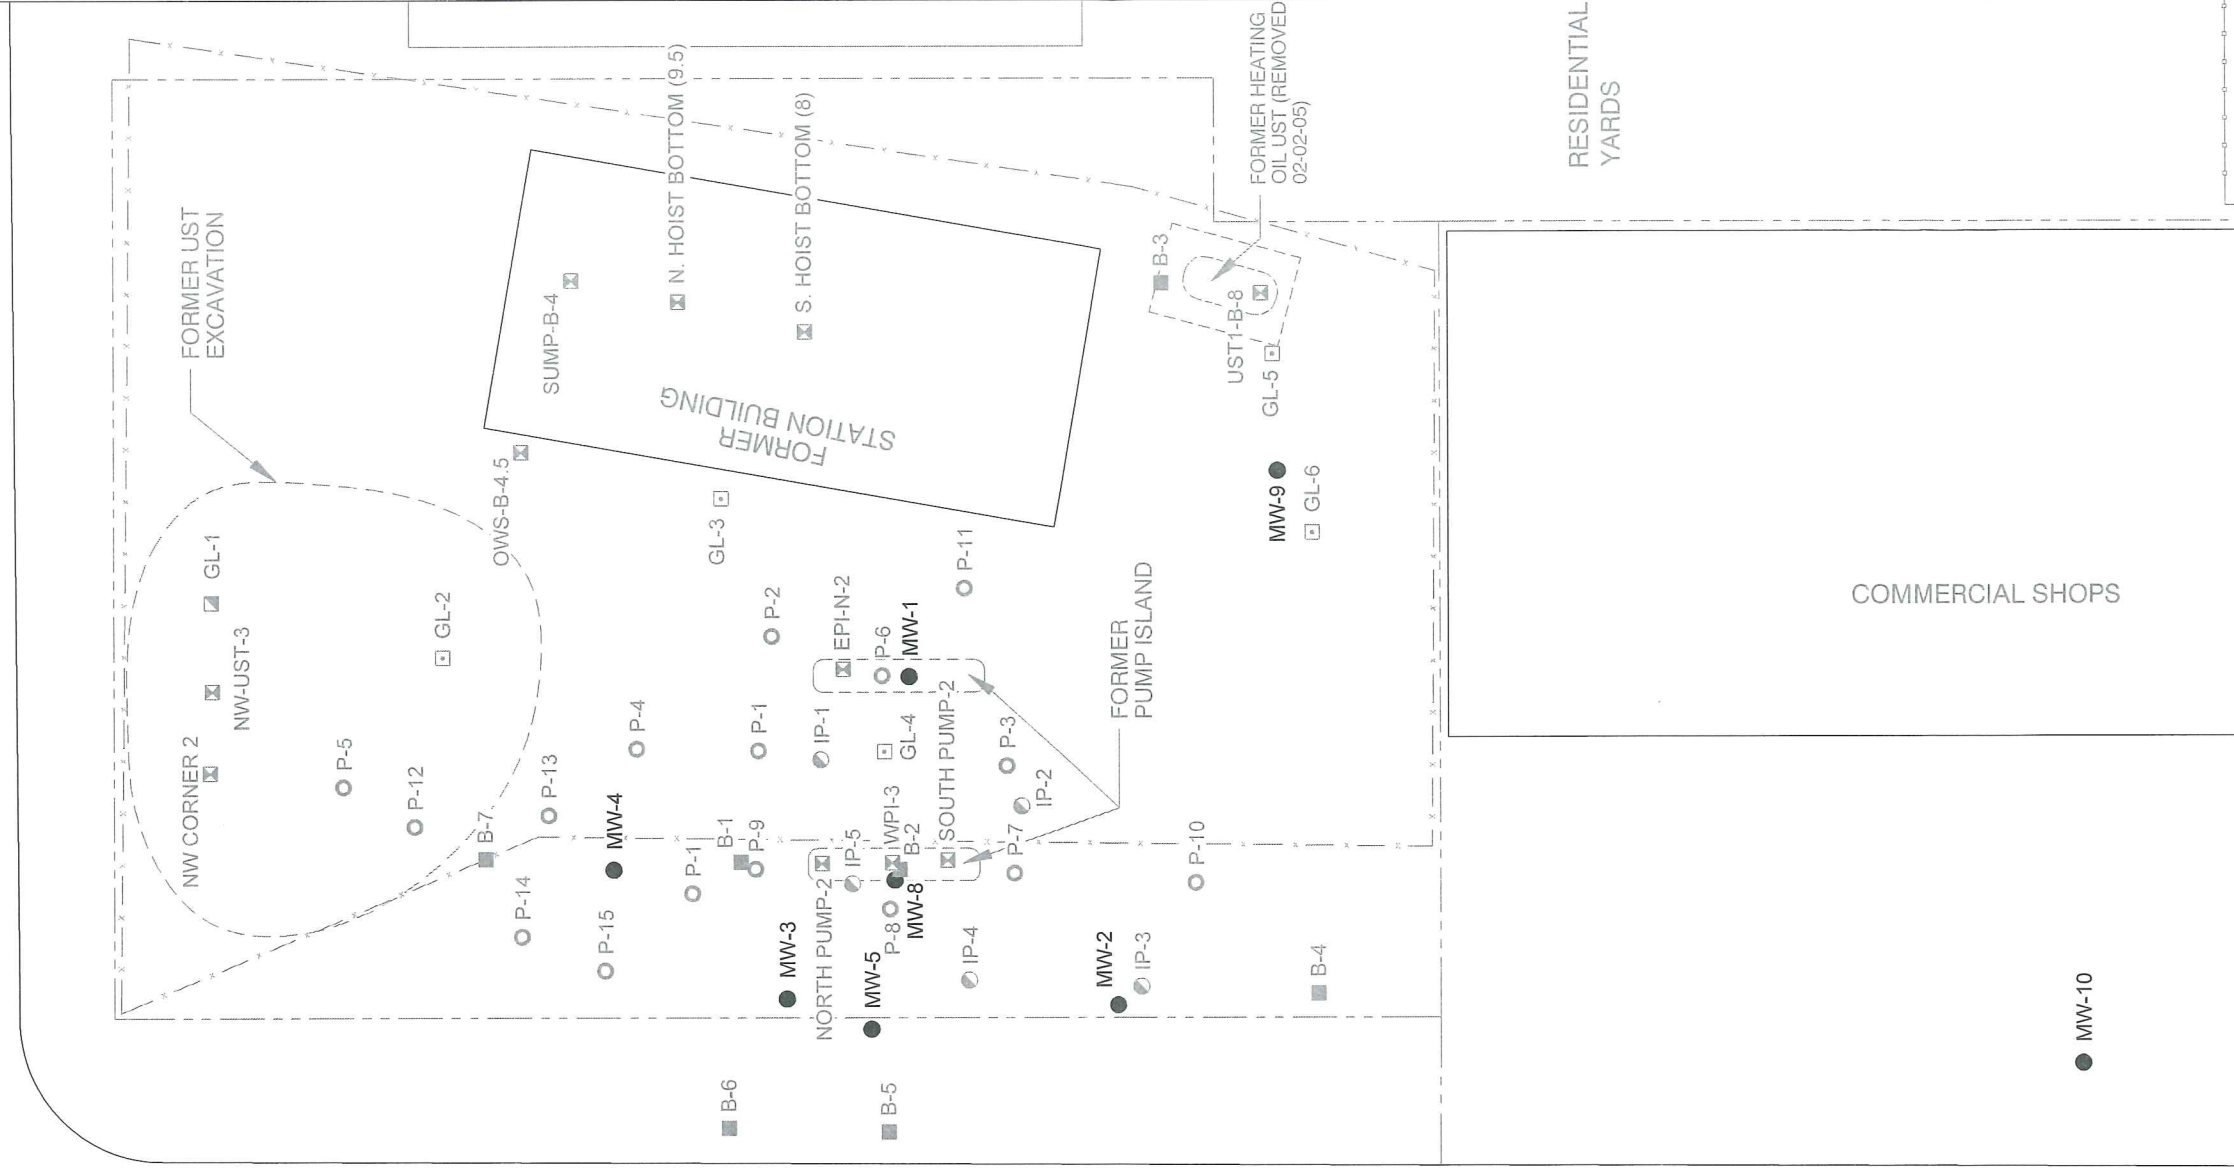 FORMER UST
EXCAVATION
GL-1
NW-UST-3
NW CORNER 2
GL-2
P-5
P-12
B-7
P-13
P-14
P-15
P-4
MW-4
P-1
OWS-B-4.5
SUMP-B-4
N. HOIST BOTTOM (9.5)
S. HOIST BOTTOM (8)
FORMER
STATION BUILDING
GL-3
P-2
P-1
B-1
P-9
MW-3
NORTH PUMP-2
IP-1
EPI-N-2
P-6
MW-1
P-11
GL-4
SOUTH PUMP-2
IP-5
WPI-3
B-2
MW-8
P-8
MW-5
IP-4
P-3
IP-2
P-7
FORMER
PUMP ISLAND
P-10
MW-2
IP-3
B-4
B-6
B-5
B-3
UST1-B-8
GL-5
MW-9
GL-6
FORMER HEATING
OIL UST (REMOVED
02-02-05)
RESIDENTIAL
YARDS
COMMERCIAL SHOPS
MW-10